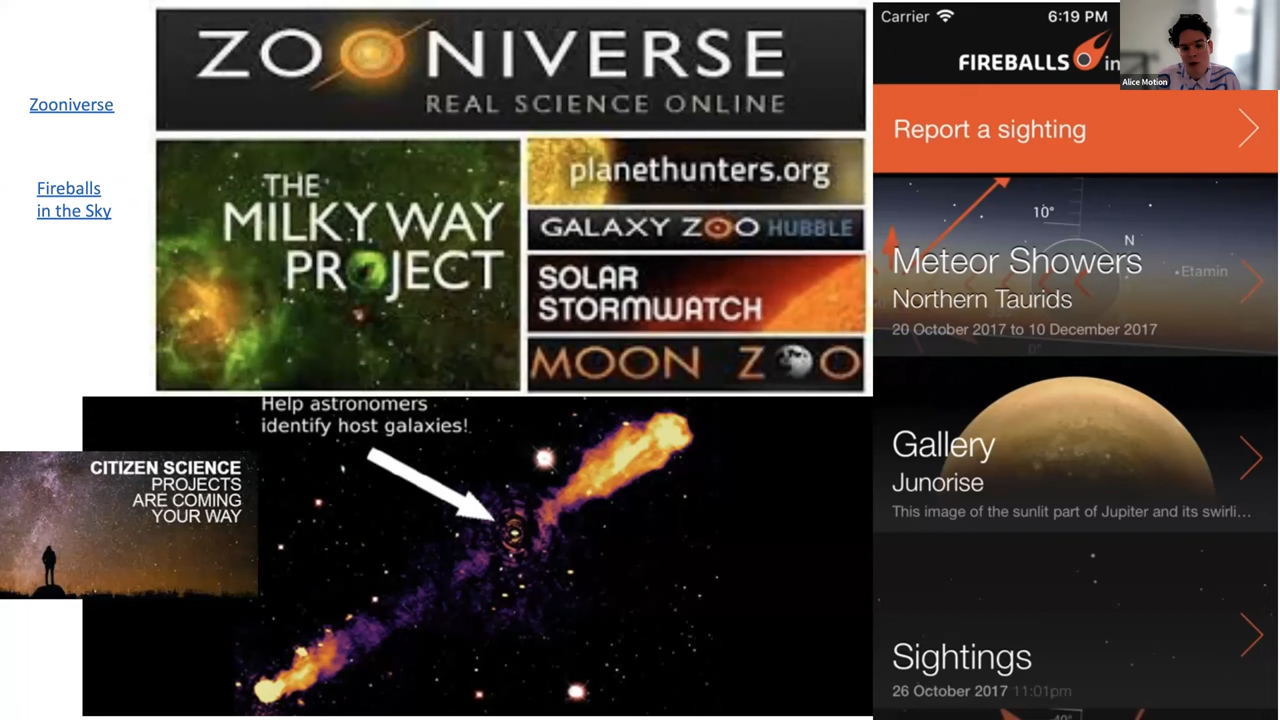 Zooniverse
Fireballs
in the Sky
ZOONIVERSE
REAL SCIENCE ONLINE
THE
MILKY WAY
PROJECT
planethunters.org
GALAXY ZOO HUBBLE
SOLAR
STORMWATCH
MOON ZOO
Help astronomers
identify host galaxies!
CITIZEN SCIENCE
PROJECTS
ARE COMING
YOUR WAY
Carrier
6:19 PM
FIREBALLS in
Alice Motion
Report a sighting
10°
N
Etamin
Meteor Showers
Northern Taurids
20 October 2017 to 10 December 2017
0°
Gallery
Junorise
This image of the sunlit part of Jupiter and its swirli...
Sightings
26 October 2017 11:01pm
40°